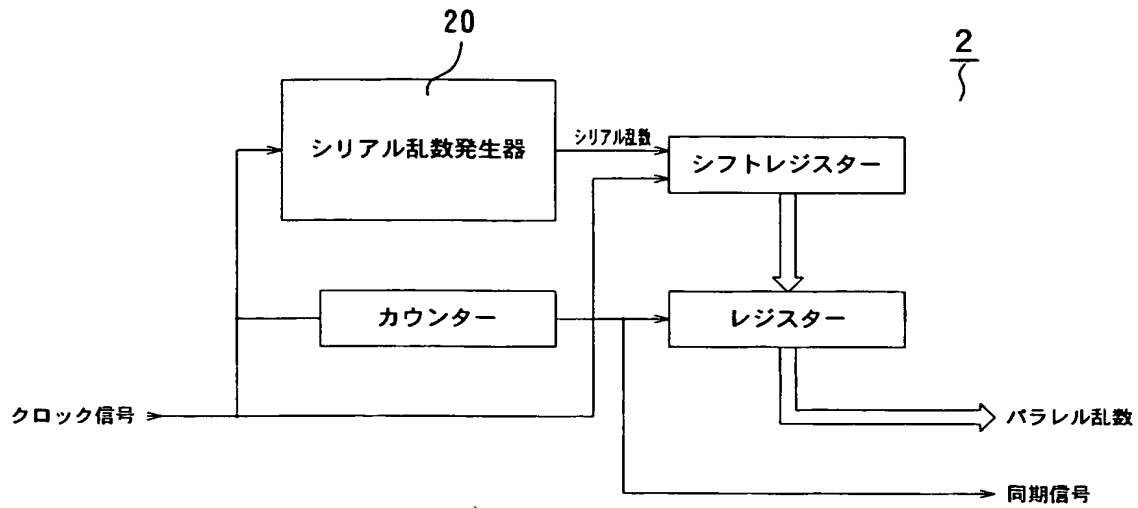 20
2
シリアル乱数発生器
シリアル乱数
シフトレジスター
カウンター
レジスター
クロック信号
パラレル乱数
同期信号